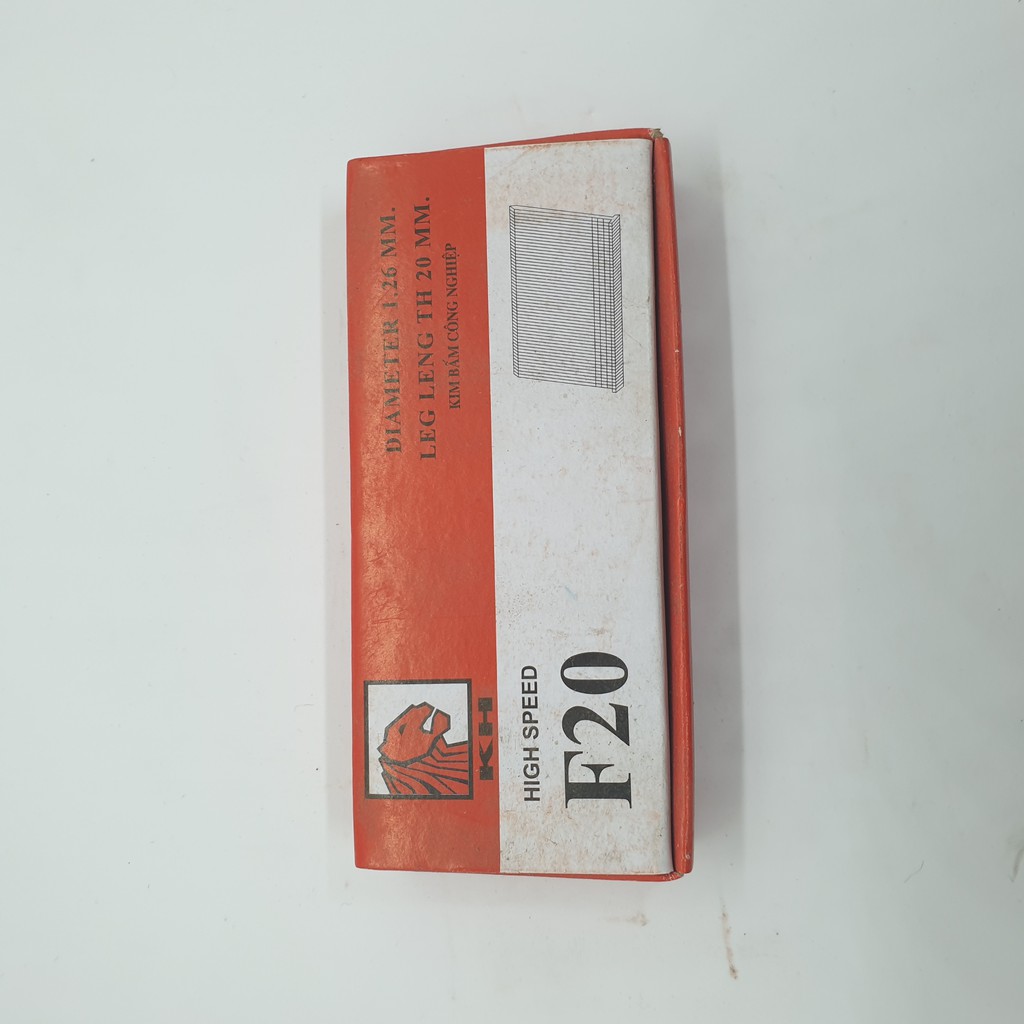 DIAMETER 1.26 MM.
LEG LENG TH 20 MM.
KIM BẤM CÔNG NGHIỆP
KH
HIGH SPEED
F20